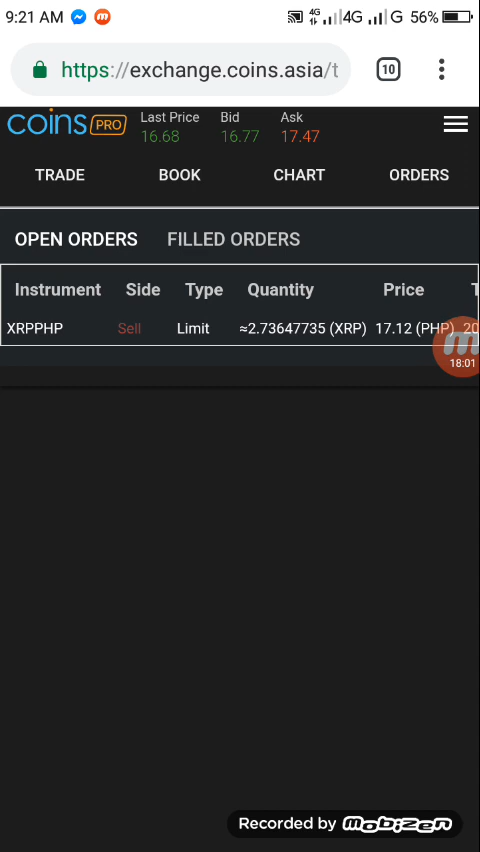 9:21 AM 4G 4G G 56%
https://exchange.coins.asia/t 10
coins PRO Last Price Bid Ask
16.68 16.77 17.47
TRADE BOOK CHART ORDERS
OPEN ORDERS FILLED ORDERS
Instrument Side Type Quantity Price T
XRPPHP Sell Limit ≈2.73647735 (XRP) 17.12 (PHP) 20
18:01
Recorded by mobizen